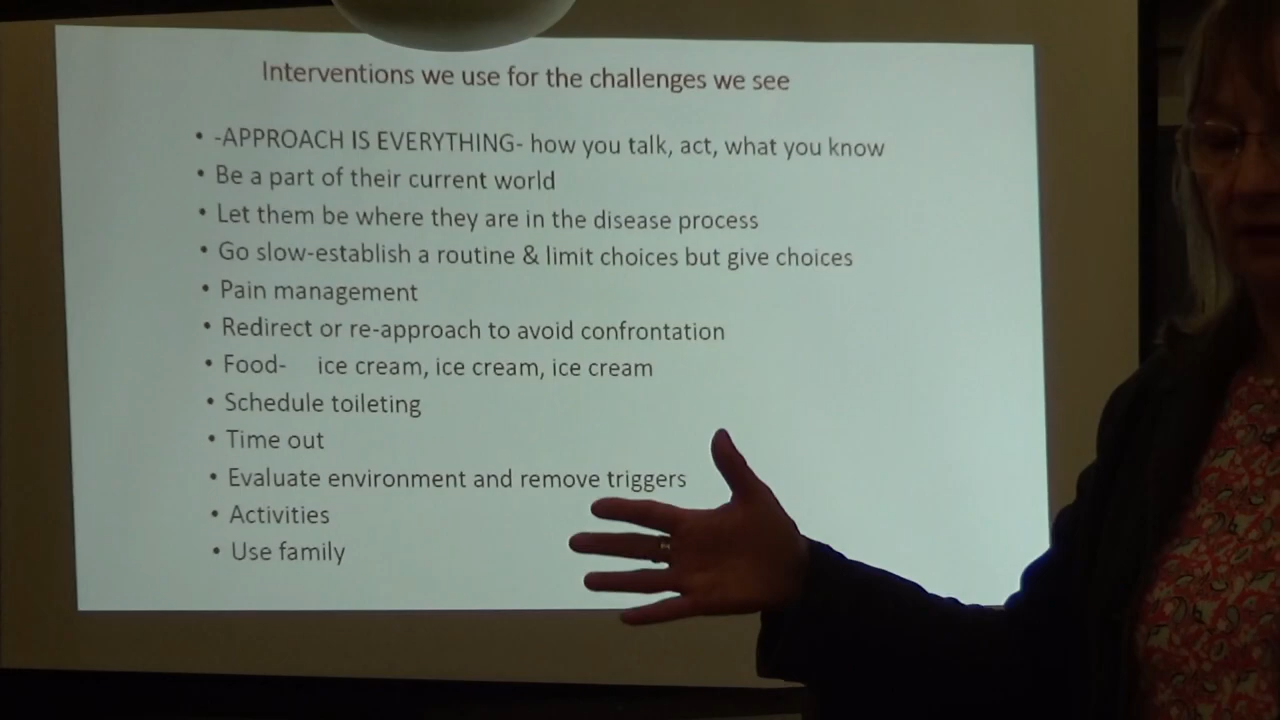 Interventions we use for the challenges we see
• -APPROACH IS EVERYTHING- how you talk, act, what you know
• Be a part of their current world
• Let them be where they are in the disease process
• Go slow-establish a routine & limit choices but give choices
• Pain management
• Redirect or re-approach to avoid confrontation
• Food- ice cream, ice cream, ice cream
• Schedule toileting
• Time out
• Evaluate environment and remove triggers
• Activities
• Use family